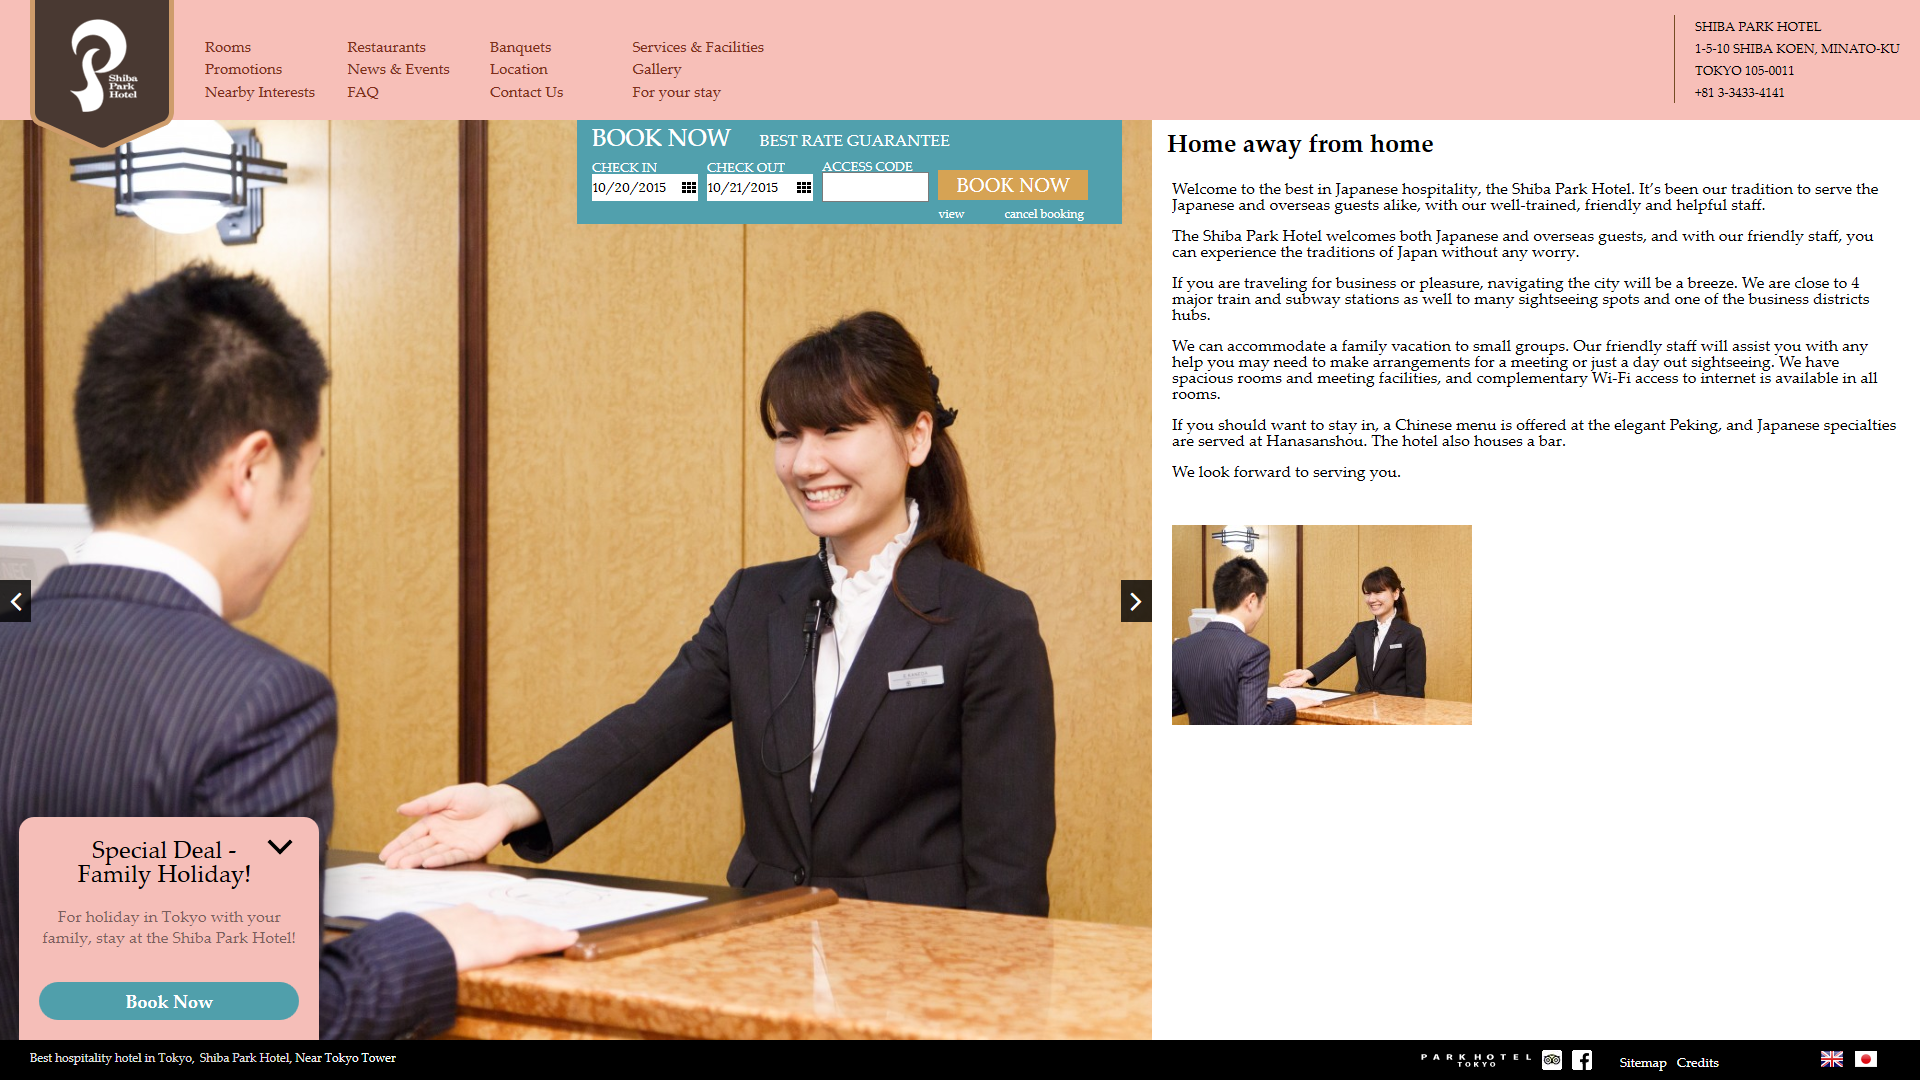 Shiba
Park
Hotel
Rooms
Promotions
Nearby Interests
Restaurants
News & Events
FAQ
Banquets
Location
Contact Us
Services & Facilities
Gallery
For your stay
SHIBA PARK HOTEL
1-5-10 SHIBA KOEN, MINATO-KU
TOKYO 105-0011
+81 3-3433-4141
BOOK NOW
BEST RATE GUARANTEE
CHECK IN
CHECK OUT
ACCESS CODE
10/20/2015
10/21/2015
BOOK NOW
view
cancel booking
Home away from home
Welcome to the best in Japanese hospitality, the Shiba Park Hotel. It’s been our tradition to serve the
Japanese and overseas guests alike, with our well-trained, friendly and helpful staff.
The Shiba Park Hotel welcomes both Japanese and overseas guests, and with our friendly staff, you
can experience the traditions of Japan without any worry.
If you are traveling for business or pleasure, navigating the city will be a breeze. We are close to 4
major train and subway stations as well to many sightseeing spots and one of the business districts
hubs.
We can accommodate a family vacation to small groups. Our friendly staff will assist you with any
help you may need to make arrangements for a meeting or just a day out sightseeing. We have
spacious rooms and meeting facilities, and complementary Wi-Fi access to internet is available in all
rooms.
If you should want to stay in, a Chinese menu is offered at the elegant Peking, and Japanese specialties
are served at Hanasanshou. The hotel also houses a bar.
We look forward to serving you.
Special Deal -
Family Holiday!
For holiday in Tokyo with your
family, stay at the Shiba Park Hotel!
Book Now
Best hospitality hotel in Tokyo, Shiba Park Hotel, Near Tokyo Tower
PARK HOTEL
TOKYO
Sitemap
Credits